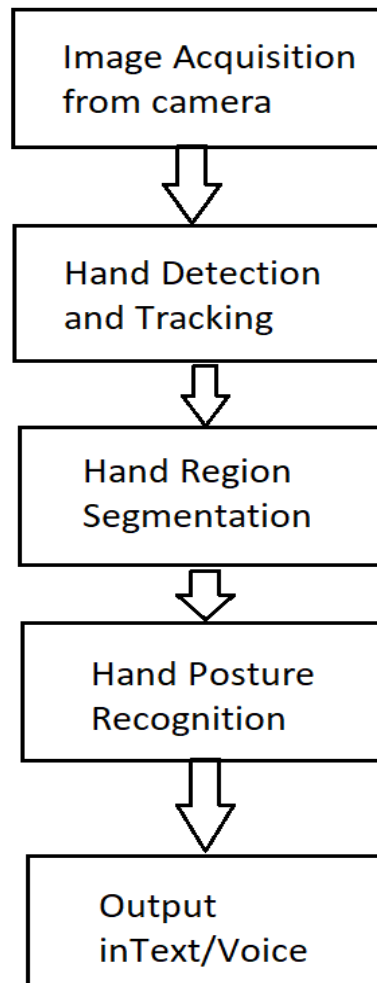 Image Acquisition
from camera
Hand Detection
and Tracking
Hand Region
Segmentation
Hand Posture
Recognition
Output
inText/Voice